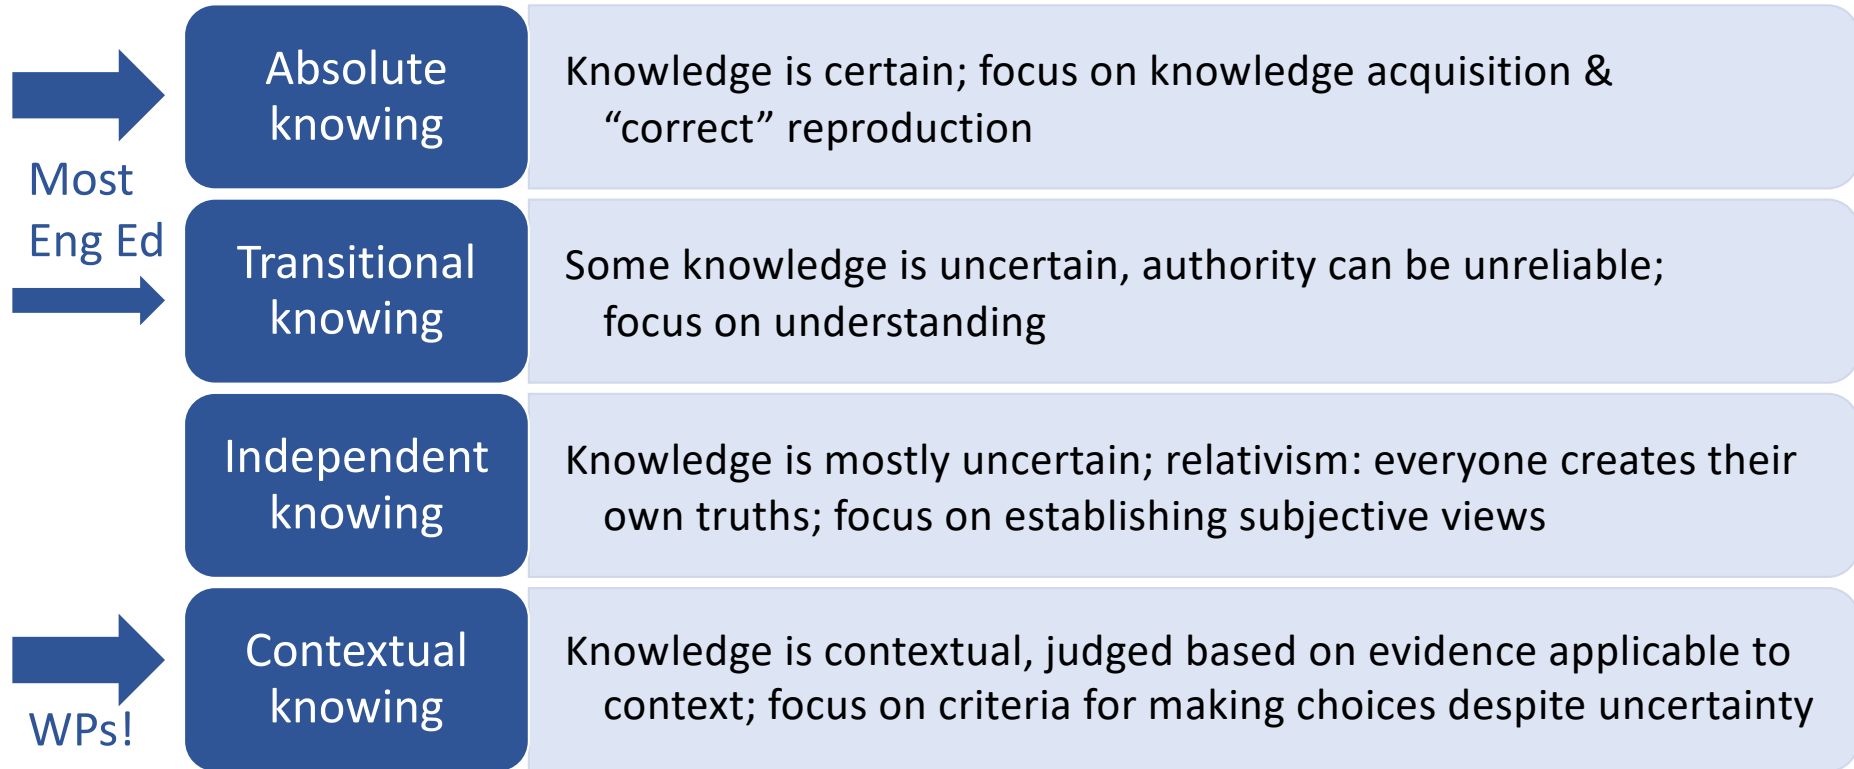 Absolute
knowing
Knowledge is certain; focus on knowledge acquisition &
“correct” reproduction
Most
Eng Ed
Transitional
knowing
Some knowledge is uncertain, authority can be unreliable;
focus on understanding
Independent
knowing
Knowledge is mostly uncertain; relativism: everyone creates their
own truths; focus on establishing subjective views
Contextual
knowing
Knowledge is contextual, judged based on evidence applicable to
context; focus on criteria for making choices despite uncertainty
WPs!